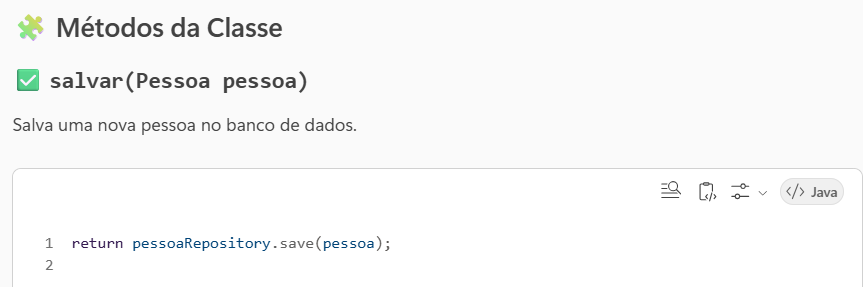 🧩 Métodos da Classe
✅ salvar(Pessoa pessoa)
Salva uma nova pessoa no banco de dados.
</> Java
1 return pessoaRepository.save(pessoa);
2